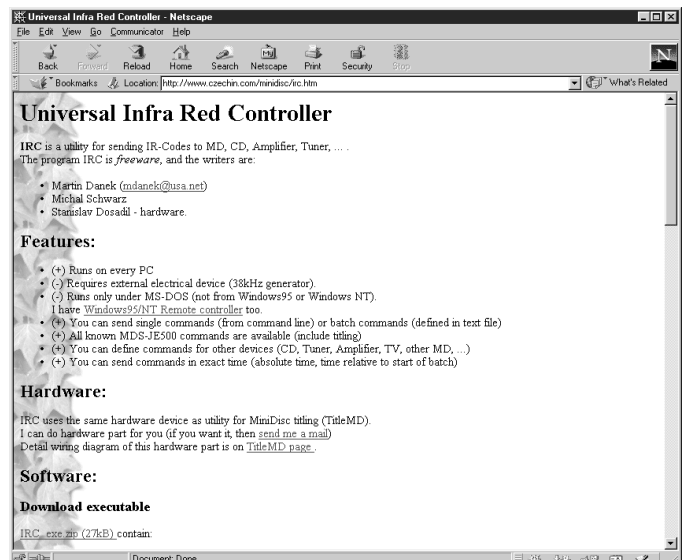 Universal Infra Red Controller - Netscape
File Edit View Go Communicator Help
Back Forward Reload Home Search Netscape Print Security Stop
N
Bookmarks Location: http://www.czechin.com/minidisc/irc.htm What's Related
Universal Infra Red Controller
IRC is a utility for sending IR-Codes to MD, CD, Amplifier, Tuner, ... .
The program IRC is freeware, and the writers are:
• Martin Danek (mdanek@usa.net)
• Michal Schwarz
• Stanislav Dosadil - hardware.
Features:
• (+) Runs on every PC
• (-) Requires external electrical device (38kHz generator).
• (-) Runs only under MS-DOS (not from Windows95 or Windows NT).
I have Windows95/NT Remote controller too.
• (+) You can send single commands (from command line) or batch commands (defined in text file)
• (+) All known MDS-JE500 commands are available (include titling)
• (+) You can define commands for other devices (CD, Tuner, Amplifier, TV, other MD, ...)
• (+) You can send commands in exact time (absolute time, time relative to start of batch)
Hardware:
IRC uses the same hardware device as utility for MiniDisc titling (TitleMD).
I can do hardware part for you (if you want it, then send me a mail)
Detail wiring diagram of this hardware part is on TitleMD page .
Software:
Download executable
IRC_exe.zip (27kB) contain:
Document: Done